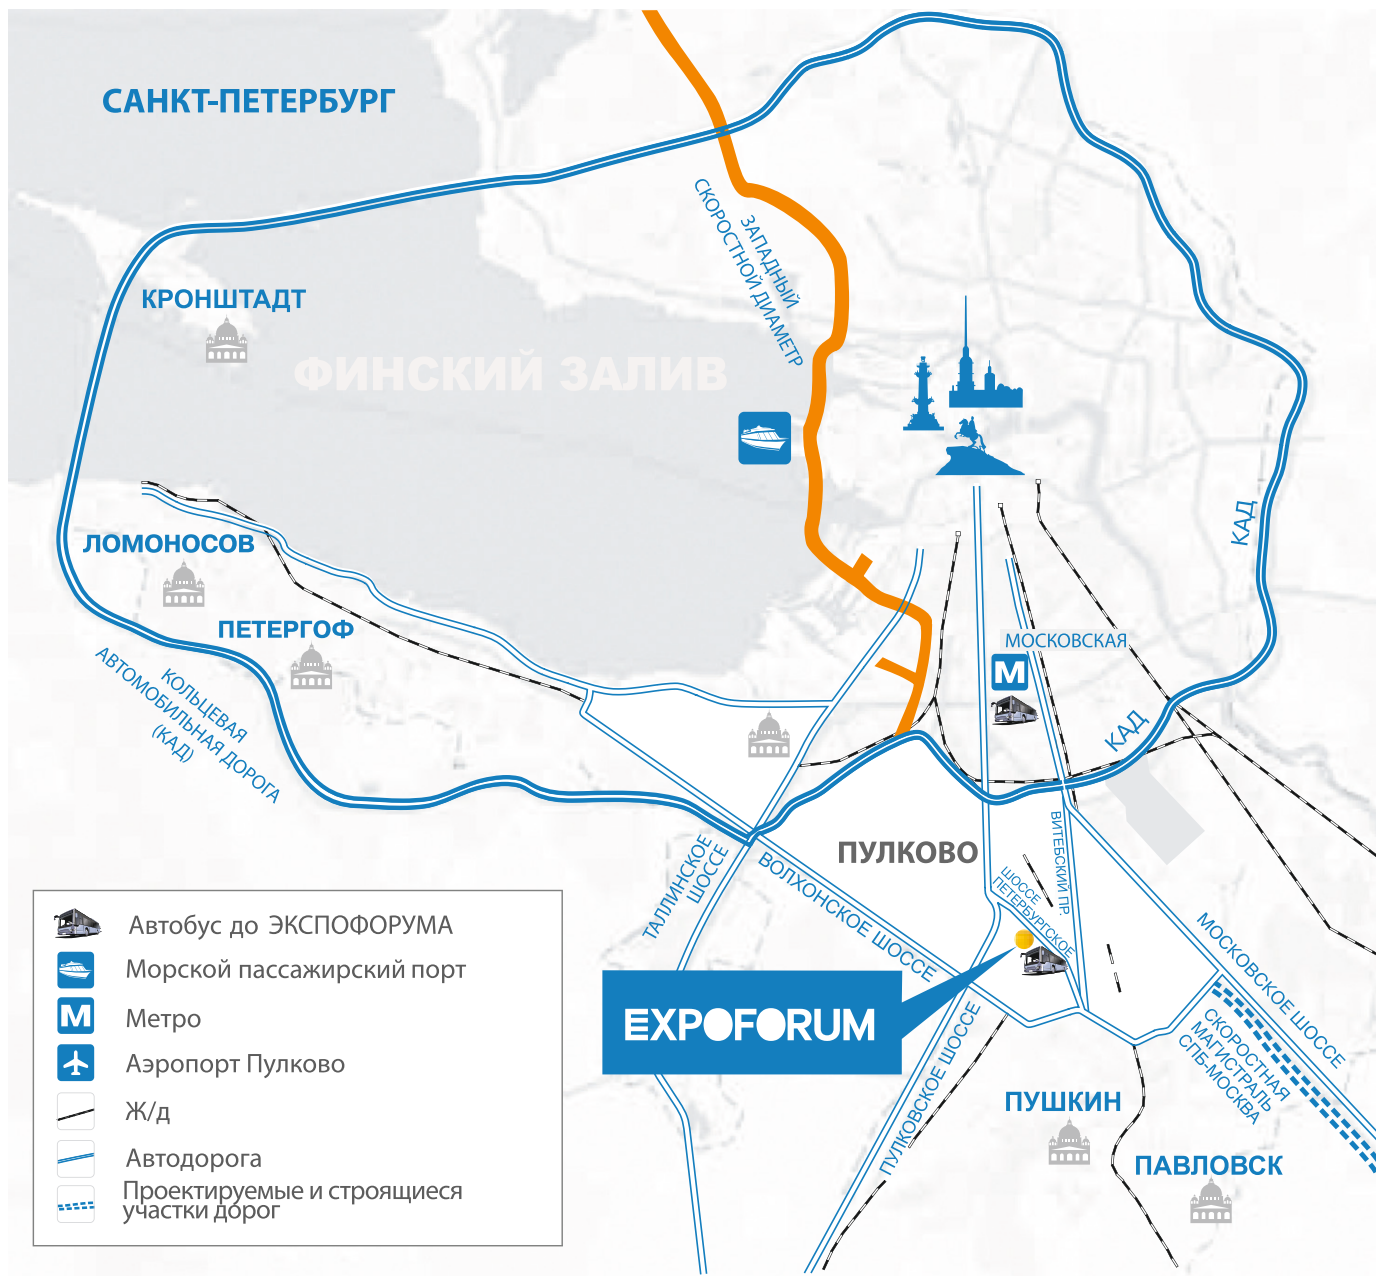 САНКТ-ПЕТЕРБУРГ
ЗАПАДНЫЙ
СКОРОСТНОЙ ДИАМЕТР
КРОНШТАДТ
ФИНСКИЙ ЗАЛИВ
КАД
ЛОМОНОСОВ
ПЕТЕРГОФ
МОСКОВСКАЯ
М
КОЛЬЦЕВАЯ
АВТОМОБИЛЬНАЯ ДОРОГА
(КАД)
КАД
ПУЛКОВО
ВИТЕБСКИЙ ПР.
ТАЛЛИНСКОЕ
ШОССЕ
ВОЛХОНСКОЕ ШОССЕ
ШОССЕ
ПЕТЕРБУРГСКОЕ
МОСКОВСКОЕ ШОССЕ
EXPOFORUM
ПУЛКОВСКОЕ ШОССЕ
СКОРОСТНАЯ
МАГИСТРАЛЬ
СПБ-МОСКВА
ПУШКИН
ПАВЛОВСК
Автобус до ЭКСПОФОРУМА
Морской пассажирский порт
М
Метро
Аэропорт Пулково
Ж/д
Автодорога
Проектируемые и строящиеся
участки дорог